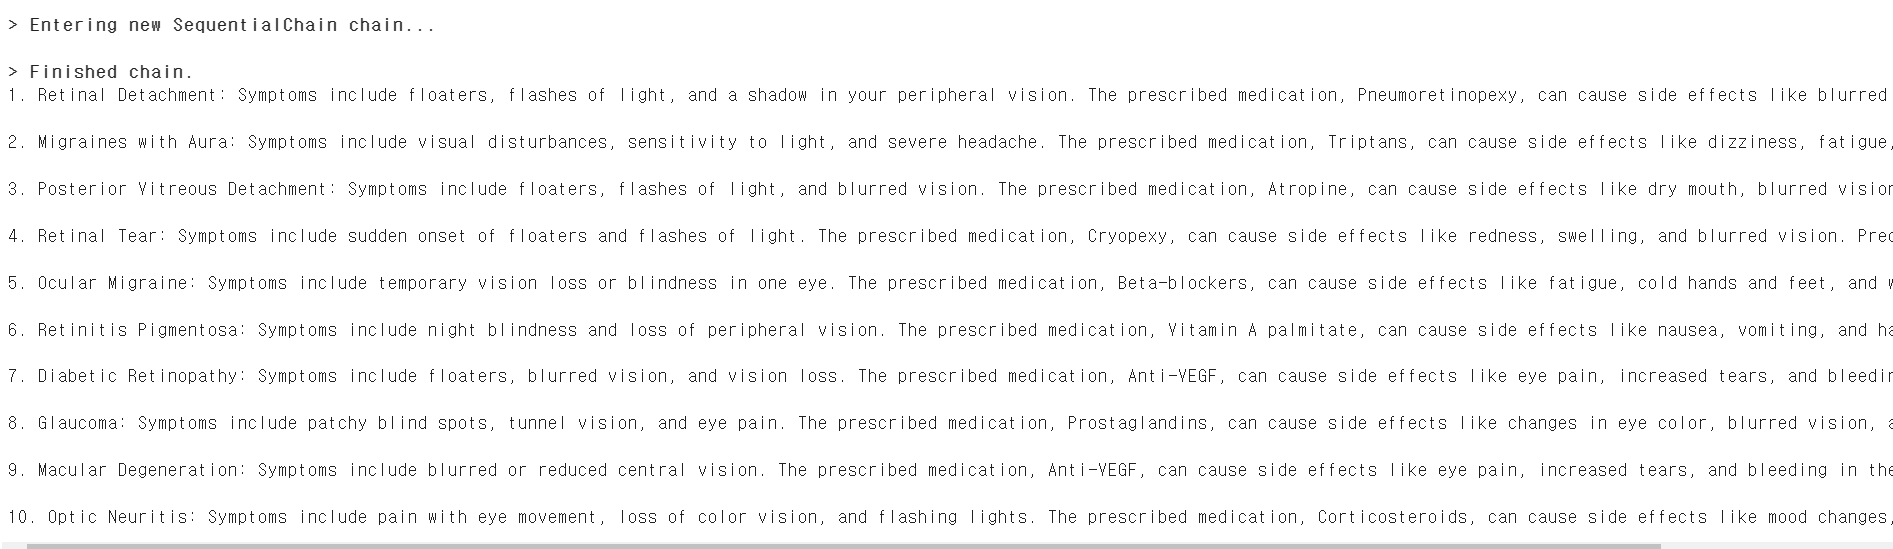 > Entering new SequentialChain chain...
> Finished chain.
1. Retinal Detachment: Symptoms include floaters, flashes of light, and a shadow in your peripheral vision. The prescribed medication, Pneumoretinopexy, can cause side effects like blurred
2. Migraines with Aura: Symptoms include visual disturbances, sensitivity to light, and severe headache. The prescribed medication, Triptans, can cause side effects like dizziness, fatigue,
3. Posterior Vitreous Detachment: Symptoms include floaters, flashes of light, and blurred vision. The prescribed medication, Atropine, can cause side effects like dry mouth, blurred vision
4. Retinal Tear: Symptoms include sudden onset of floaters and flashes of light. The prescribed medication, Cryopexy, can cause side effects like redness, swelling, and blurred vision.
5. Ocular Migraine: Symptoms include temporary vision loss or blindness in one eye. The prescribed medication, Beta-blockers, can cause side effects like fatigue, cold hands and feet, and
6. Retinitis Pigmentosa: Symptoms include night blindness and loss of peripheral vision. The prescribed medication, Vitamin A palmitate, can cause side effects like nausea, vomiting, and
7. Diabetic Retinopathy: Symptoms include floaters, blurred vision, and vision loss. The prescribed medication, Anti-VEGF, can cause side effects like eye pain, increased tears, and
8. Glaucoma: Symptoms include patchy blind spots, tunnel vision, and eye pain. The prescribed medication, Prostaglandins, can cause side effects like changes in eye color, blurred vision,
9. Macular Degeneration: Symptoms include blurred or reduced central vision. The prescribed medication, Anti-VEGF, can cause side effects like eye pain, increased tears, and bleeding in the
10. Optic Neuritis: Symptoms include pain with eye movement, loss of color vision, and flashing lights. The prescribed medication, Corticosteroids, can cause side effects like mood changes,